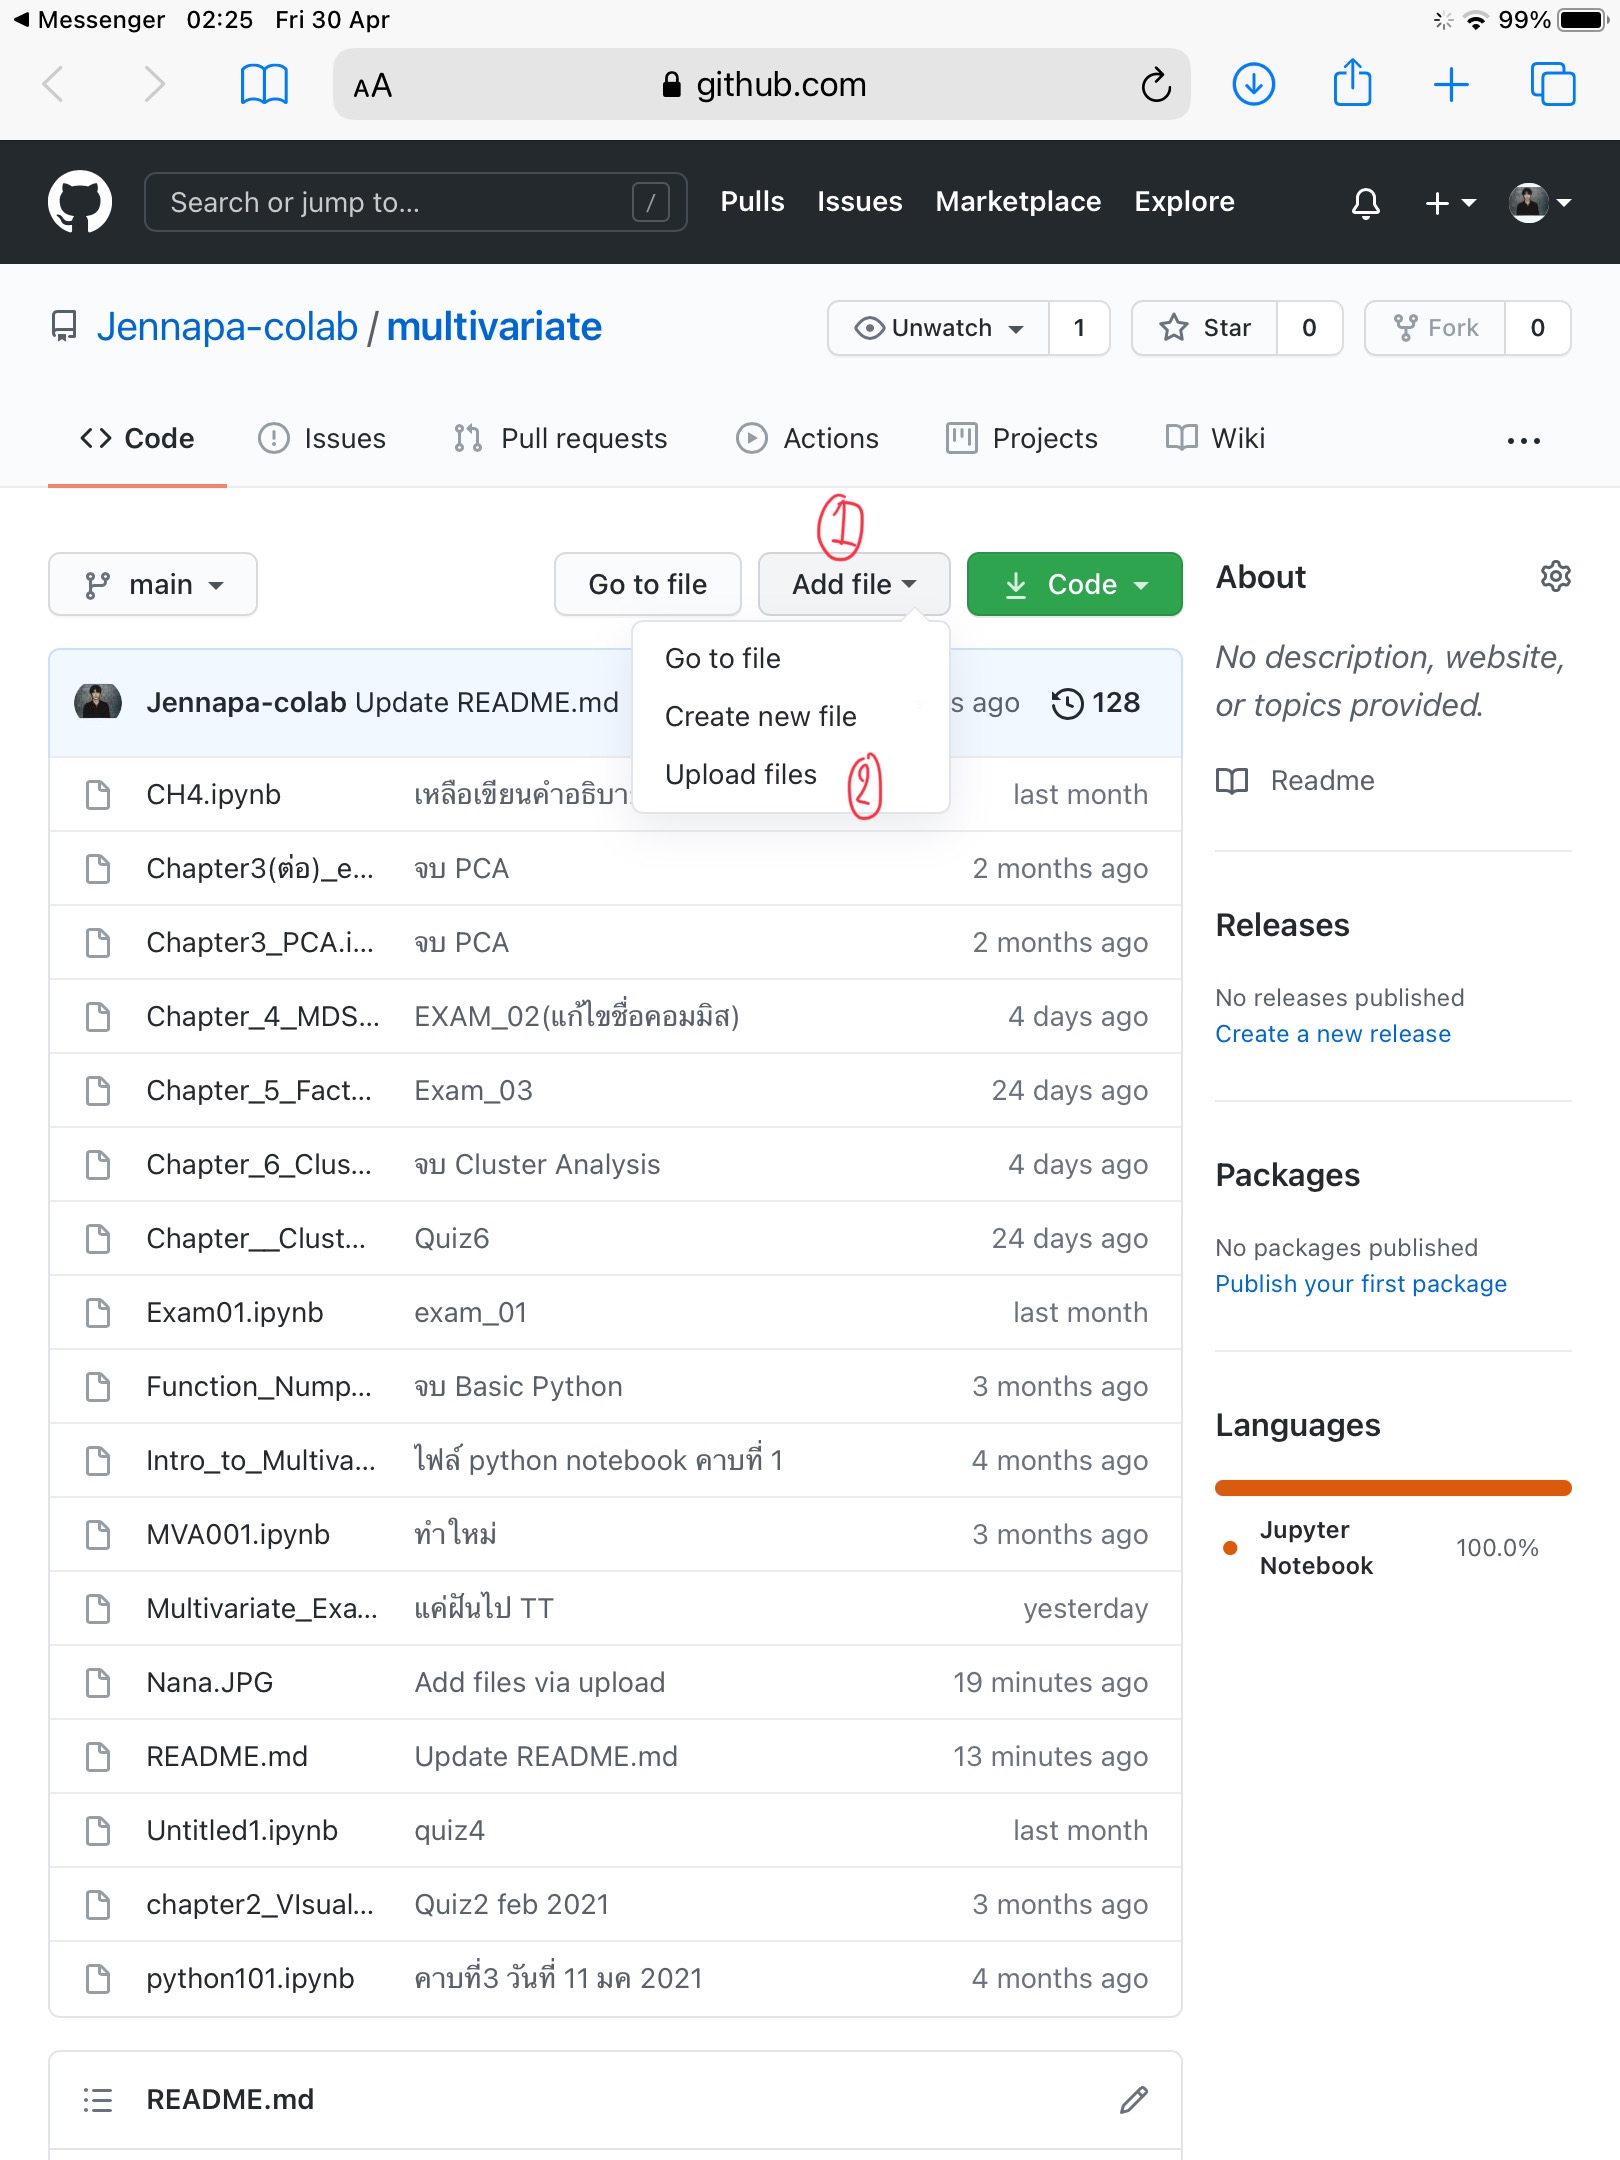 Messenger 02:25 Fri 30 Apr 99%
AA github.com
Search or jump to... / Pulls Issues Marketplace Explore
Jennapa-colab / multivariate Unwatch 1 Star 0 Fork 0
Code Issues Pull requests Actions Projects Wiki ...
1
main Go to file Add file Code
Go to file
Create new file
Upload files 2
Jennapa-colab Update README.md s ago 128
CH4.ipynb เหลือเขียนคำอธิบา last month
Chapter3(ต่อ)_e... จบ PCA 2 months ago
Chapter3_PCA.i... จบ PCA 2 months ago
Chapter_4_MDS... EXAM_02(แก้ไขชื่อคอมมิส) 4 days ago
Chapter_5_Fact... Exam_03 24 days ago
Chapter_6_Clus... จบ Cluster Analysis 4 days ago
Chapter__Clust... Quiz6 24 days ago
Exam01.ipynb exam_01 last month
Function_Nump... จบ Basic Python 3 months ago
Intro_to_Multiva... ไฟล์ python notebook คาบที่ 1 4 months ago
MVA001.ipynb ทำใหม่ 3 months ago
Multivariate_Exa... แค่ฝันไป TT yesterday
Nana.JPG Add files via upload 19 minutes ago
README.md Update README.md 13 minutes ago
Untitled1.ipynb quiz4 last month
chapter2_VIsual... Quiz2 feb 2021 3 months ago
python101.ipynb คาบที่3 วันที่ 11 มค 2021 4 months ago
README.md
About
No description, website,
or topics provided.
Readme
Releases
No releases published
Create a new release
Packages
No packages published
Publish your first package
Languages
Jupyter
Notebook 100.0%